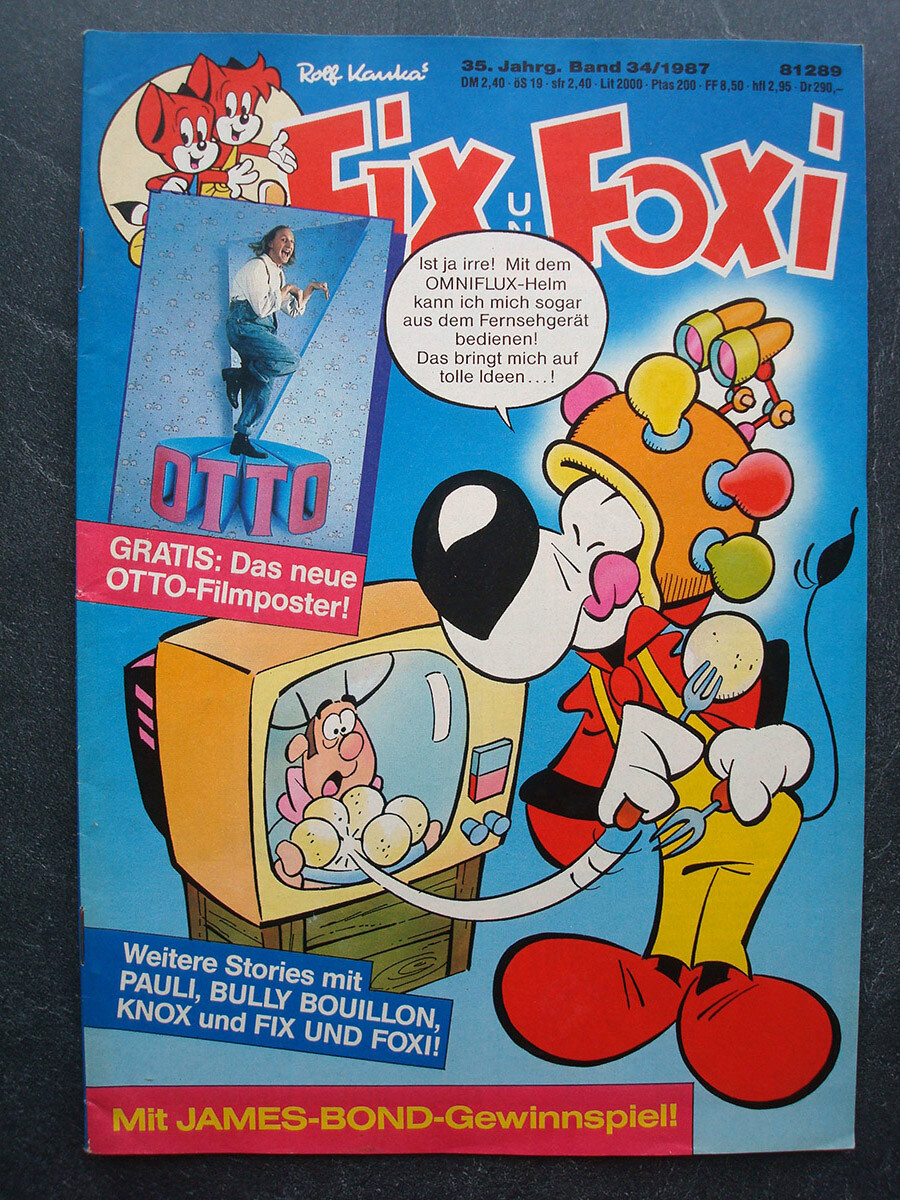 Rolf Kaukas
35. Jahrg. Band 34/1987 81289
DM 2,40 · öS 19 · sfr 2,40 · Lit 2000 · Ptas 200 · FF 8,50 · hfl 2,95 · Dr 290,–
Fix UN Foxi
Ist ja irre! Mit dem
OMNIFLUX-Helm
kann ich mich sogar
aus dem Fernsehgerät
bedienen!
Das bringt mich auf
tolle Ideen...!
OTTO
GRATIS: Das neue
OTTO-Filmposter!
Weitere Stories mit
PAULI, BULLY BOUILLON,
KNOX und FIX UND FOXI!
Mit JAMES-BOND-Gewinnspiel!